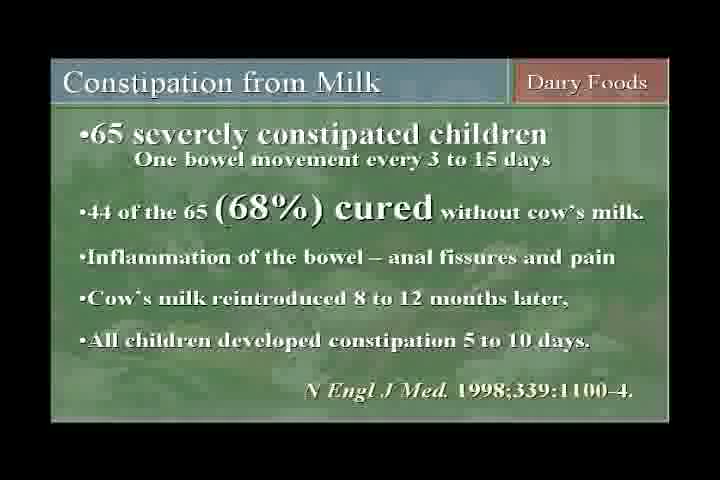 Constipation from Milk
Dairy Foods
•65 severely constipated children
One bowel movement every 3 to 15 days
•44 of the 65 (68%) cured without cow's milk.
•Inflammation of the bowel – anal fissures and pain
•Cow's milk reintroduced 8 to 12 months later,
•All children developed constipation 5 to 10 days.
N Engl J Med. 1998;339:1100-4.